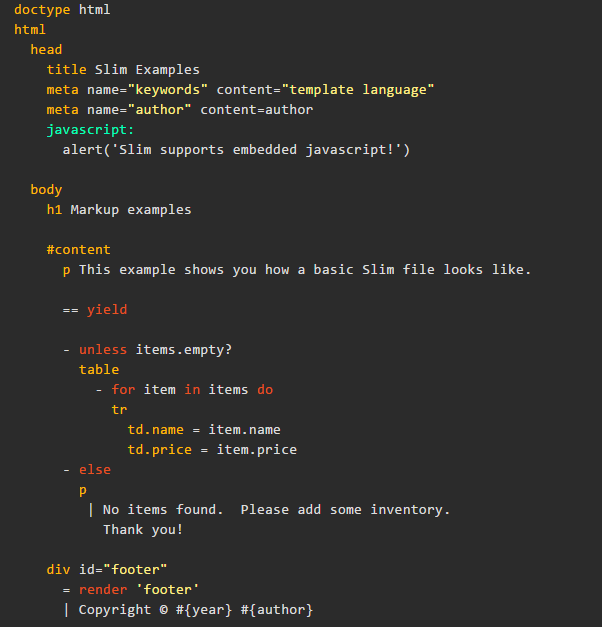 doctype html
html
  head
    title Slim Examples
    meta name="keywords" content="template language"
    meta name="author" content=author
    javascript:
      alert('Slim supports embedded javascript!')

  body
    h1 Markup examples

    #content
      p This example shows you how a basic Slim file looks like.

      == yield

      - unless items.empty?
        table
          - for item in items do
            tr
              td.name = item.name
              td.price = item.price
      - else
        p
         | No items found.  Please add some inventory.
           Thank you!

    div id="footer"
      = render 'footer'
      | Copyright © #{year} #{author}